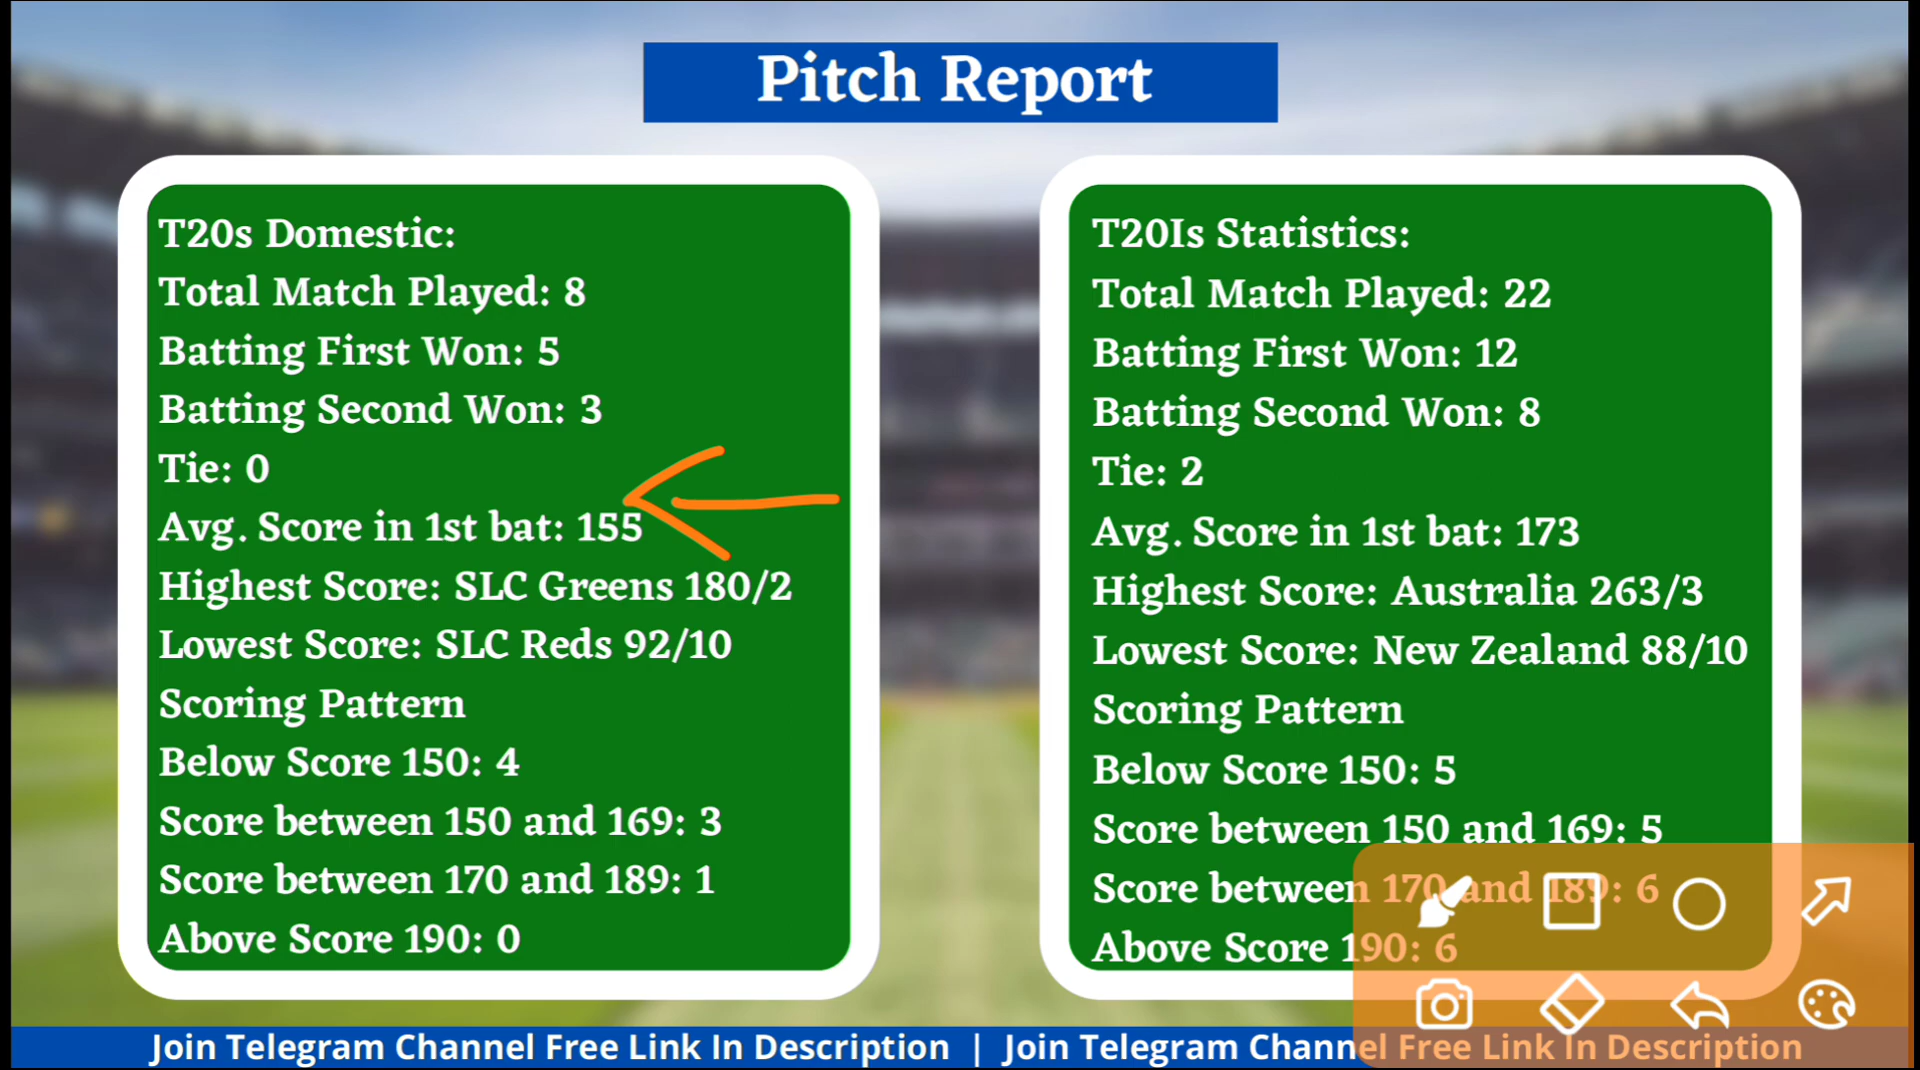 Pitch Report
T20s Domestic:
Total Match Played: 8
Batting First Won: 5
Batting Second Won: 3
Tie: 0
Avg. Score in 1st bat: 155
Highest Score: SLC Greens 180/2
Lowest Score: SLC Reds 92/10
Scoring Pattern
Below Score 150: 4
Score between 150 and 169: 3
Score between 170 and 189: 1
Above Score 190: 0
T20Is Statistics:
Total Match Played: 22
Batting First Won: 12
Batting Second Won: 8
Tie: 2
Avg. Score in 1st bat: 173
Highest Score: Australia 263/3
Lowest Score: New Zealand 88/10
Scoring Pattern
Below Score 150: 5
Score between 150 and 169: 5
Score between 170 and 189: 6
Above Score 190: 6
Join Telegram Channel Free Link In Description | Join Telegram Channel Free Link In Description